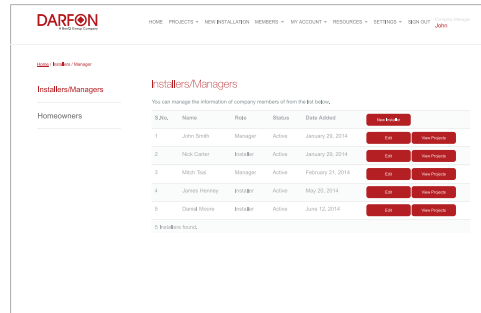 DARFON
A BenQ Group Company
HOME PROJECTS NEW INSTALLATION MEMBERS MY ACCOUNT RESOURCES SETTINGS SIGN OUT
John
Home / Installers / Manager
Installers/Managers
Homeowners
Installers/Managers
You can manage the information of company members of from the list below.
S.No. Name Role Status Date Added New Installer
1 John Smith Manager Active January 29, 2014 Edit View Projects
2 Nick Carter Installer Active January 29, 2014 Edit View Projects
3 Mitch Tsai Manager Active February 21, 2014 Edit View Projects
4 James Henney Installer Active May 20, 2014 Edit View Projects
5 Daniel Moore Installer Active June 12, 2014 Edit View Projects
5 Installers found.